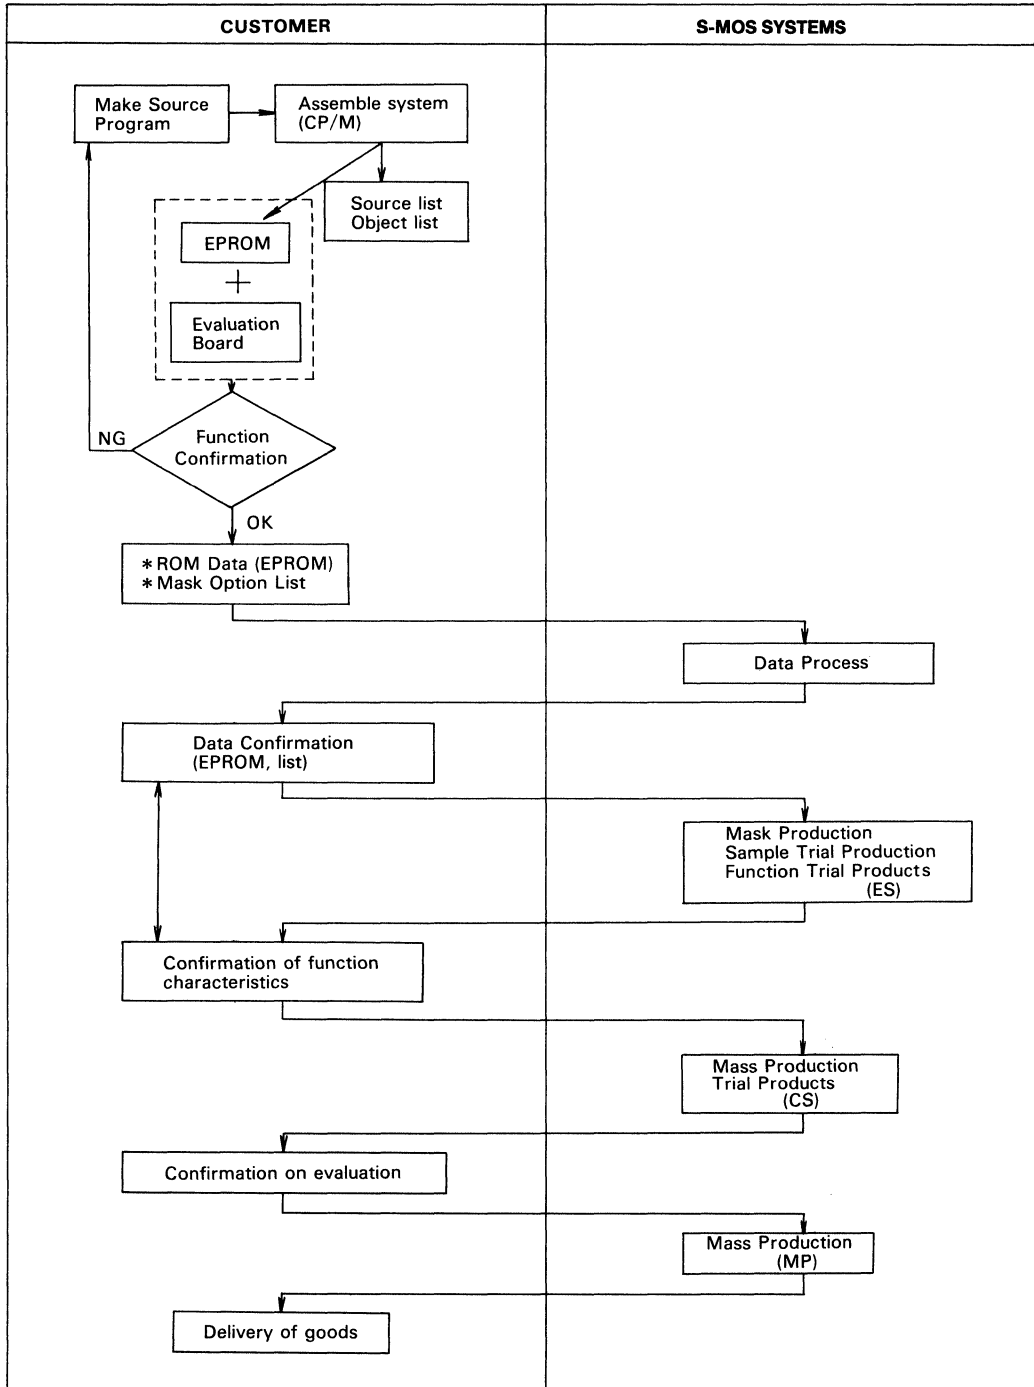 CUSTOMER
S-MOS SYSTEMS
Make Source
Program
Assemble system
(CP/M)
Source list
Object list
EPROM
+
Evaluation
Board
Function
Confirmation
NG
OK
* ROM Data (EPROM)
* Mask Option List
Data Process
Data Confirmation
(EPROM, list)
Mask Production
Sample Trial Production
Function Trial Products
(ES)
Confirmation of function
characteristics
Mass Production
Trial Products
(CS)
Confirmation on evaluation
Mass Production
(MP)
Delivery of goods